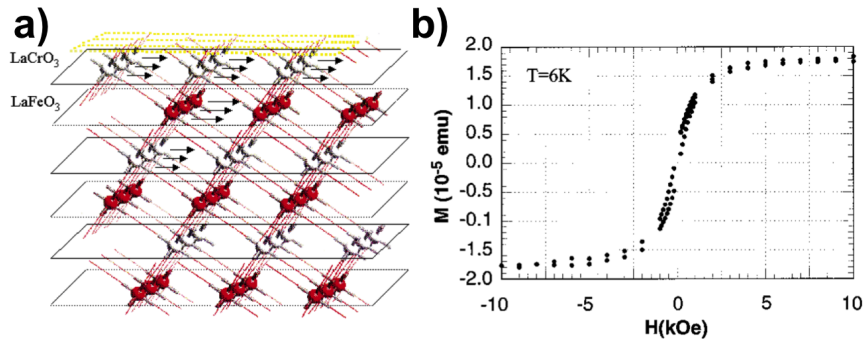 a)
LaCrO₃
LaFeO₃
b)
T=6K
M (10⁻⁵ emu)
2.0
1.5
1.0
0.5
0.0
-0.5
-0.1
-1.5
-2.0
-10 -5 0 5 10
H(kOe)